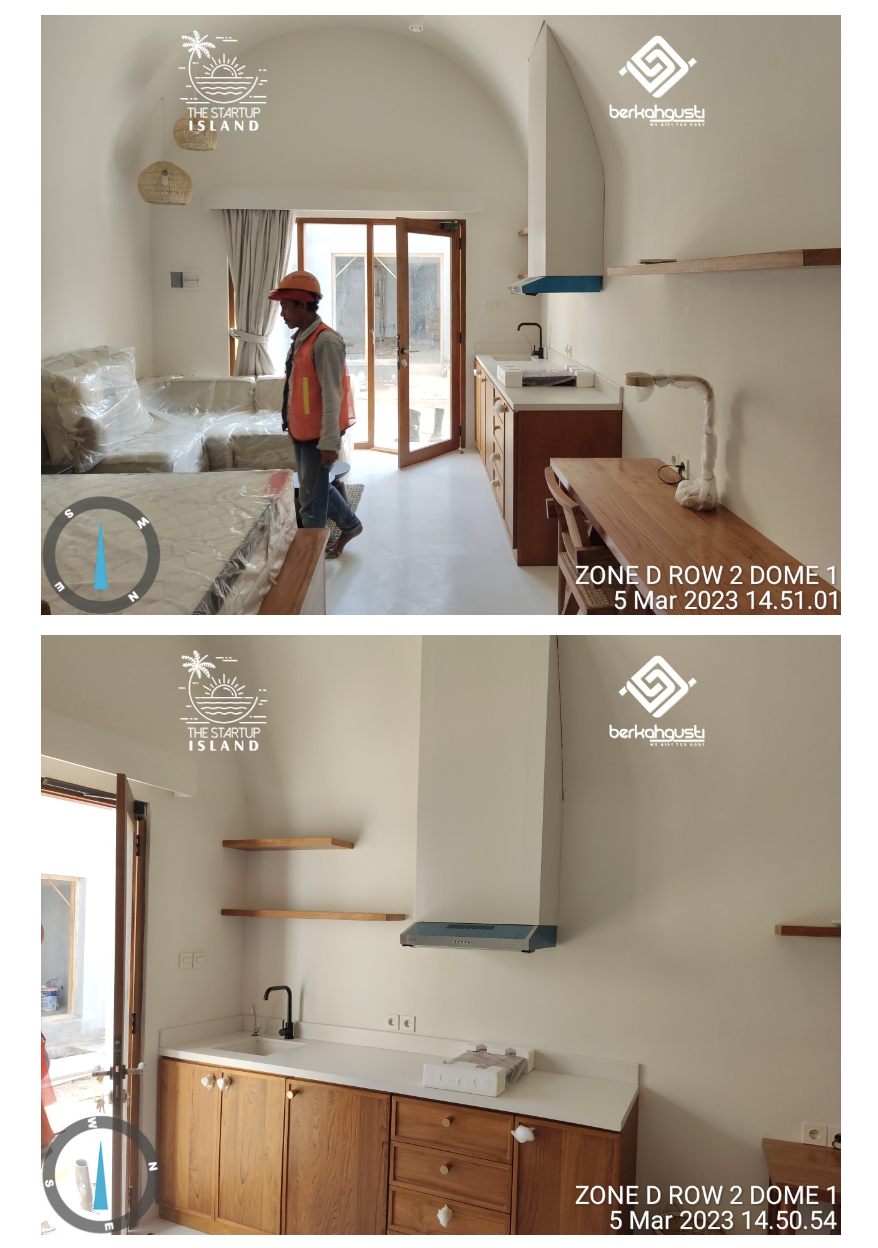 THE STARTUP
ISLAND
berkahgusti
S
W
E
N
ZONE D ROW 2 DOME 1
5 Mar 2023 14.51.01
THE STARTUP
ISLAND
berkahgusti
W
N
S
E
ZONE D ROW 2 DOME 1
5 Mar 2023 14.50.54